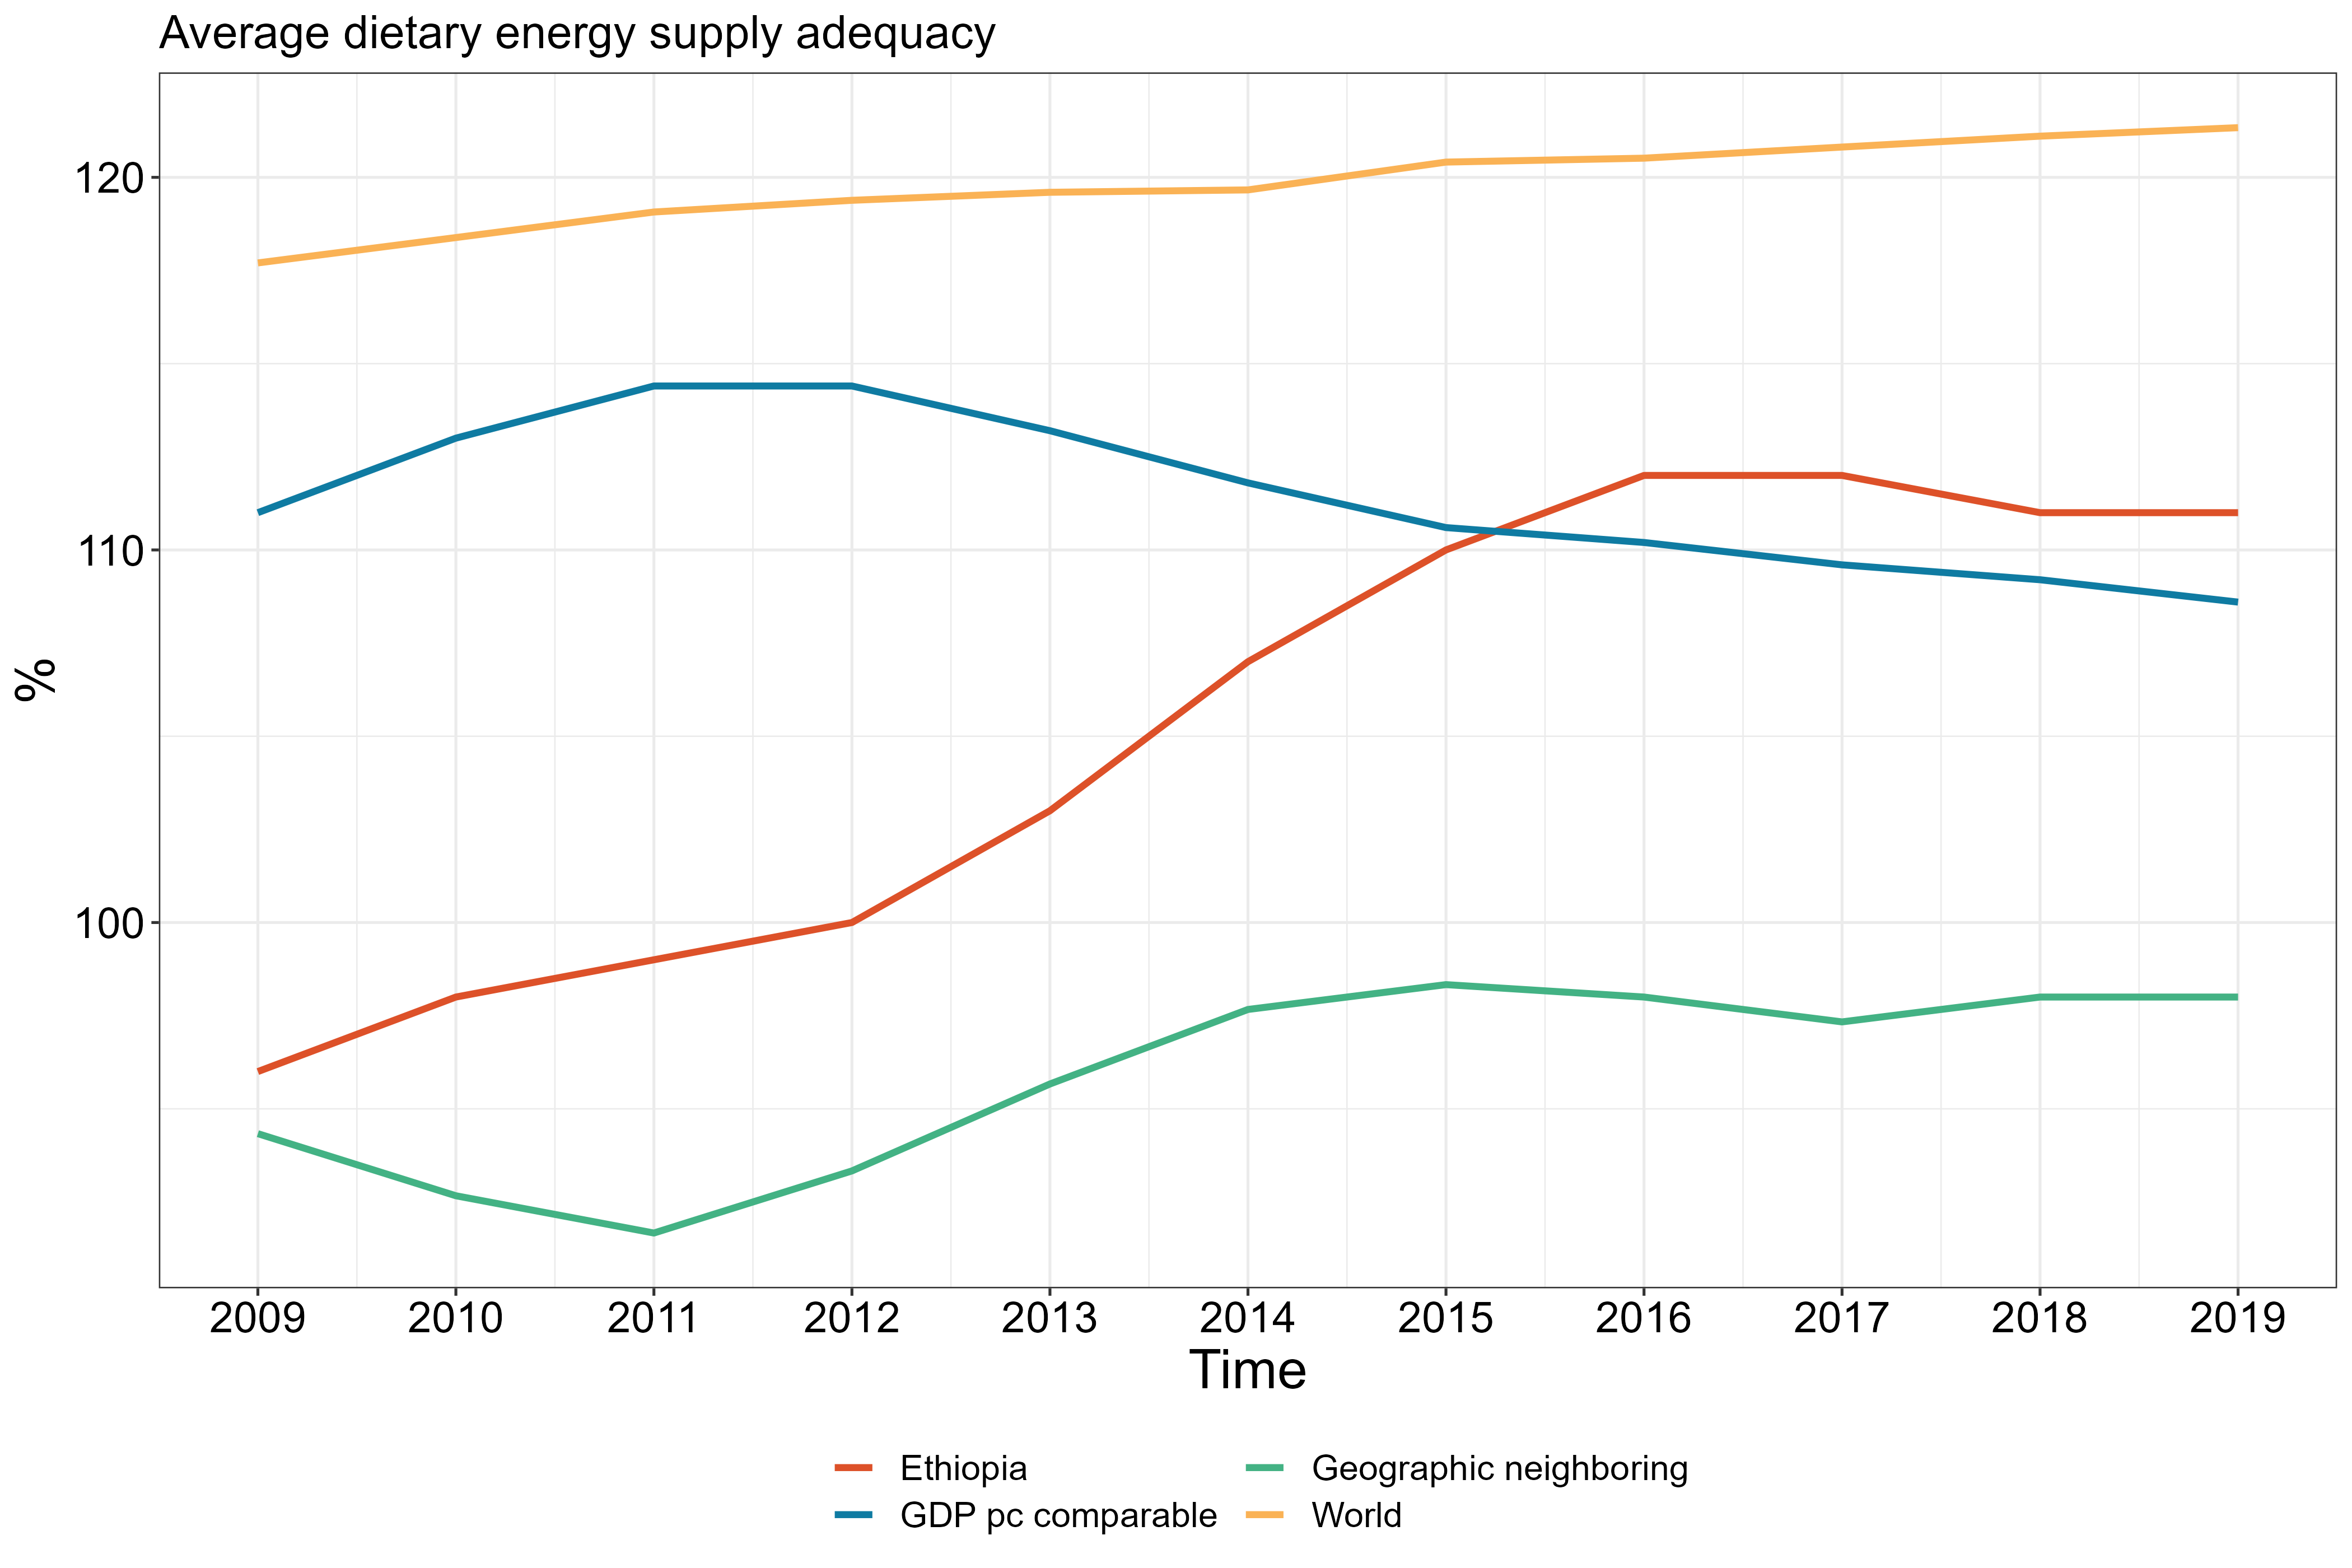 Average dietary energy supply adequacy
120
110
100
%
2009 2010 2011 2012 2013 2014 2015 2016 2017 2018 2019
Time
Ethiopia Geographic neighboring
GDP pc comparable World